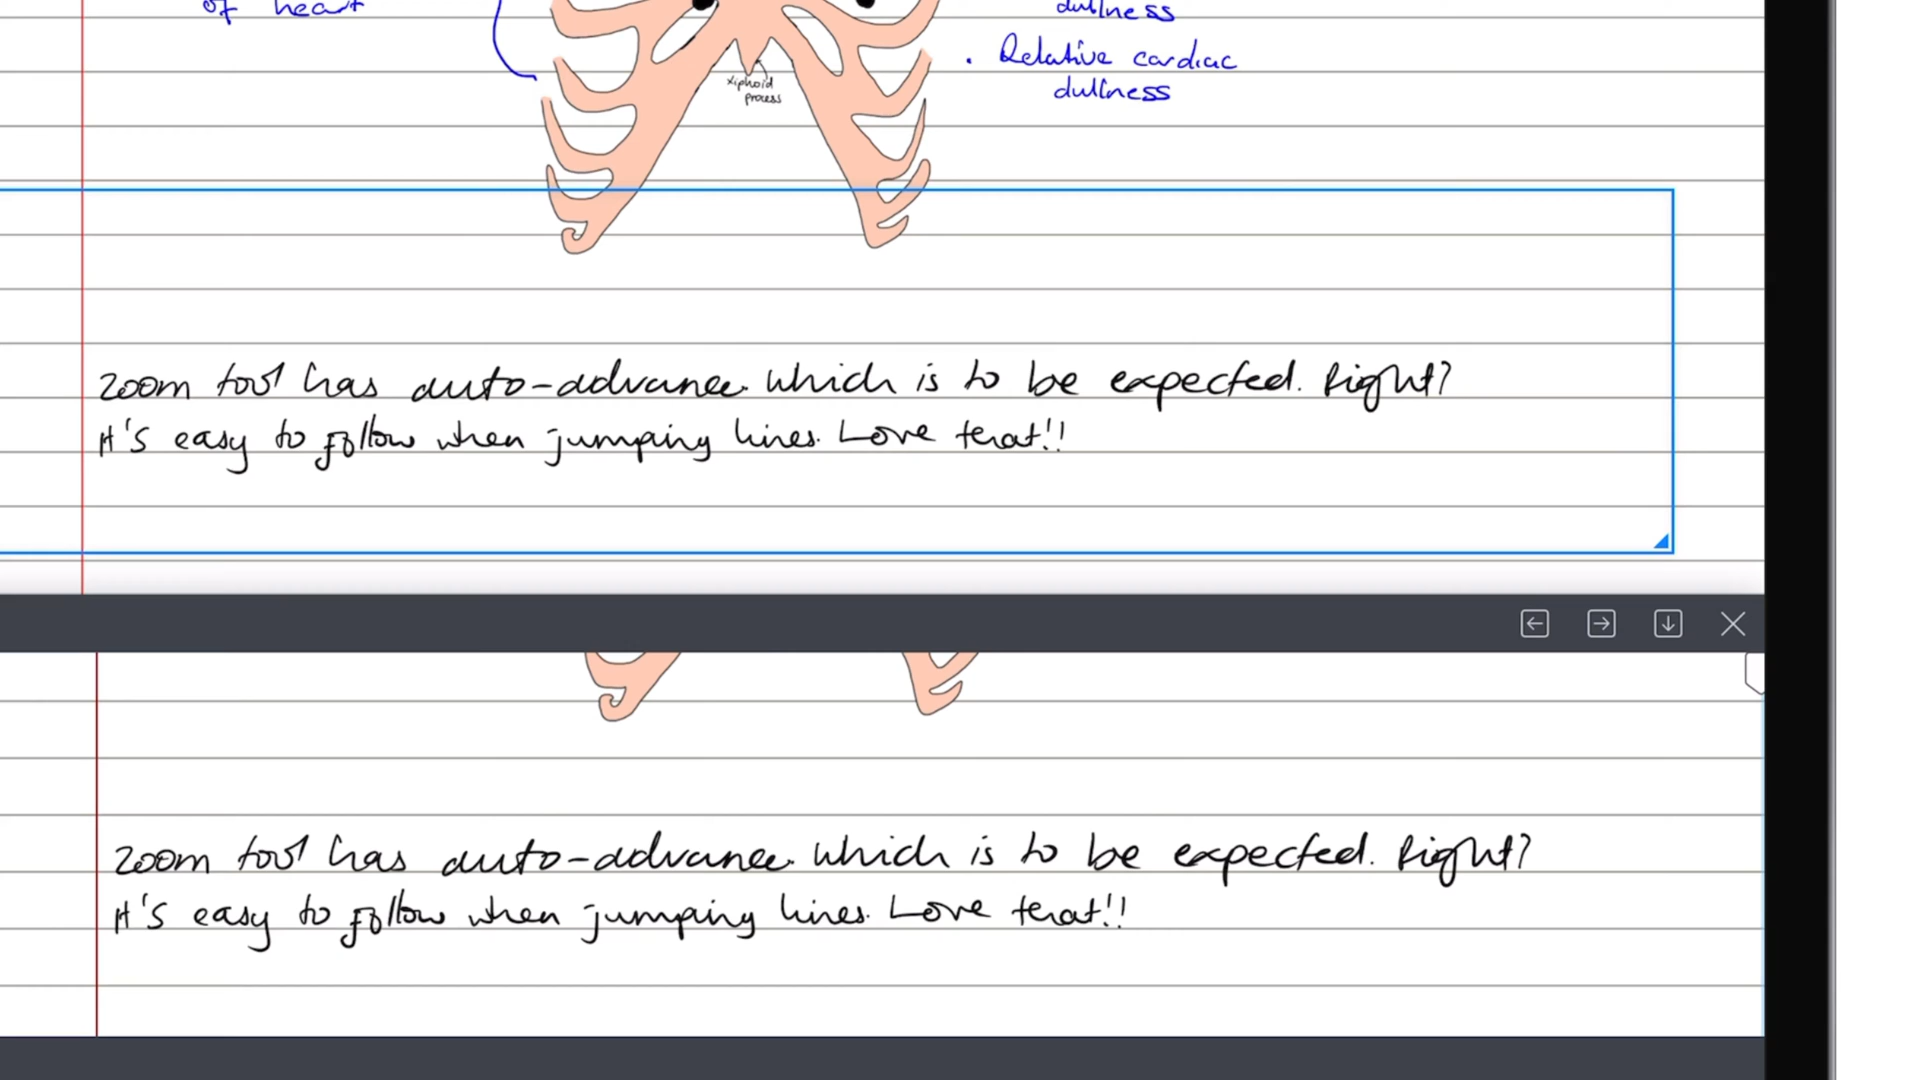 of heart
dullness
. Relative cardiac
dullness
xiphoid
process
Zoom tool has auto-advance. Which is to be expected. Right?
It's easy to follow when jumping lines. Love that!!
Zoom tool has auto-advance. Which is to be expected. Right?
It's easy to follow when jumping lines. Love that!!